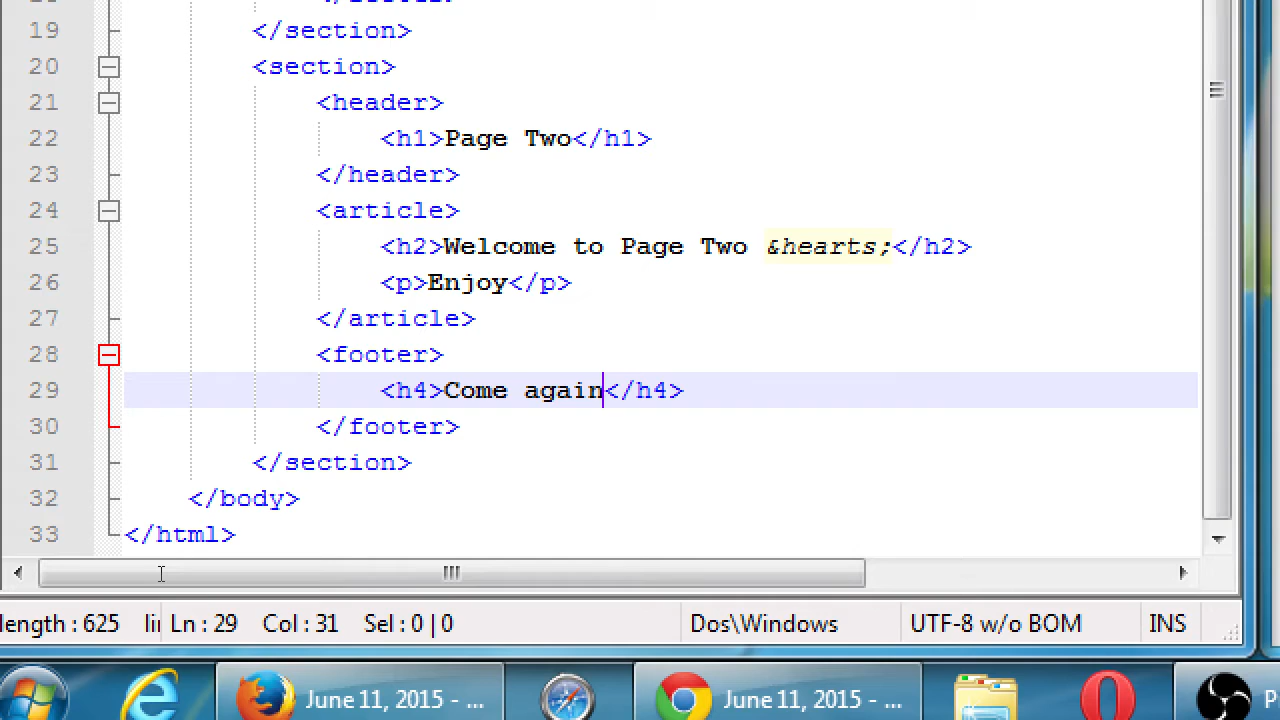 19 </section>
20 <section>
21 <header>
22 <h1>Page Two</h1>
23 </header>
24 <article>
25 <h2>Welcome to Page Two &hearts;</h2>
26 <p>Enjoy</p>
27 </article>
28 <footer>
29 <h4>Come again</h4>
30 </footer>
31 </section>
32 </body>
33 </html>
length : 625 Ln : 29 Col : 31 Sel : 0 | 0 Dos\Windows UTF-8 w/o BOM INS
June 11, 2015 - ... June 11, 2015 - ...